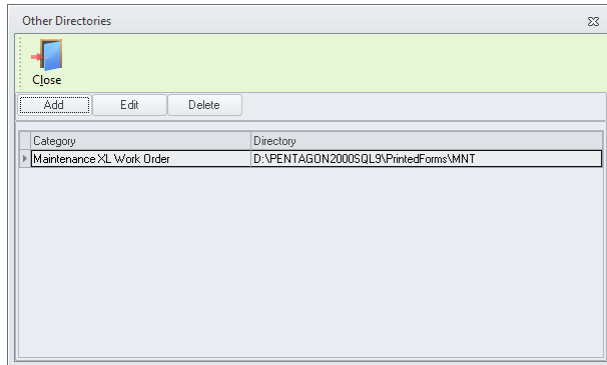 Other Directories
Close
Add Edit Delete
Category Directory
Maintenance XL Work Order D:\PENTAGON2000SQL9\PrintedForms\MNT